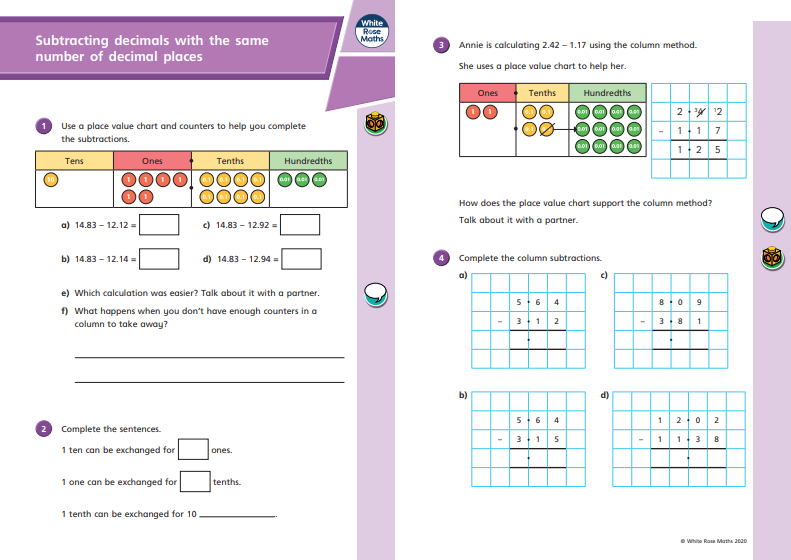 White
Rose
Maths
Subtracting decimals with the same
number of decimal places
1 Use a place value chart and counters to help you complete
the subtractions.
Tens Ones Tenths Hundredths
10 1 1 1 1 0.1 0.1 0.1 0.1 0.01 0.01 0.01
1 1 0.1 0.1 0.1 0.1
a) 14.83 – 12.12 = c) 14.83 – 12.92 =
b) 14.83 – 12.14 = d) 14.83 – 12.94 =
e) Which calculation was easier? Talk about it with a partner.
f) What happens when you don't have enough counters in a
column to take away?
2 Complete the sentences.
1 ten can be exchanged for ones.
1 one can be exchanged for tenths.
1 tenth can be exchanged for 10 .
3 Annie is calculating 2.42 – 1.17 using the column method.
She uses a place value chart to help her.
Ones Tenths Hundredths
1 1 0.1 0.1 0.01 0.01 0.01 0.01
0.1 0.1 0.01 0.01 0.01 0.01
0.01 0.01 0.01 0.01
2 · 3 4 1 2
– 1 · 1 7
1 · 2 5
How does the place value chart support the column method?
Talk about it with a partner.
4 Complete the column subtractions.
a)
5 · 6 4
– 3 · 1 2
·
c)
8 · 0 9
– 3 · 8 1
·
b)
5 · 6 4
– 3 · 1 5
·
d)
1 2 · 0 2
– 1 1 · 3 8
·
© White Rose Maths 2020